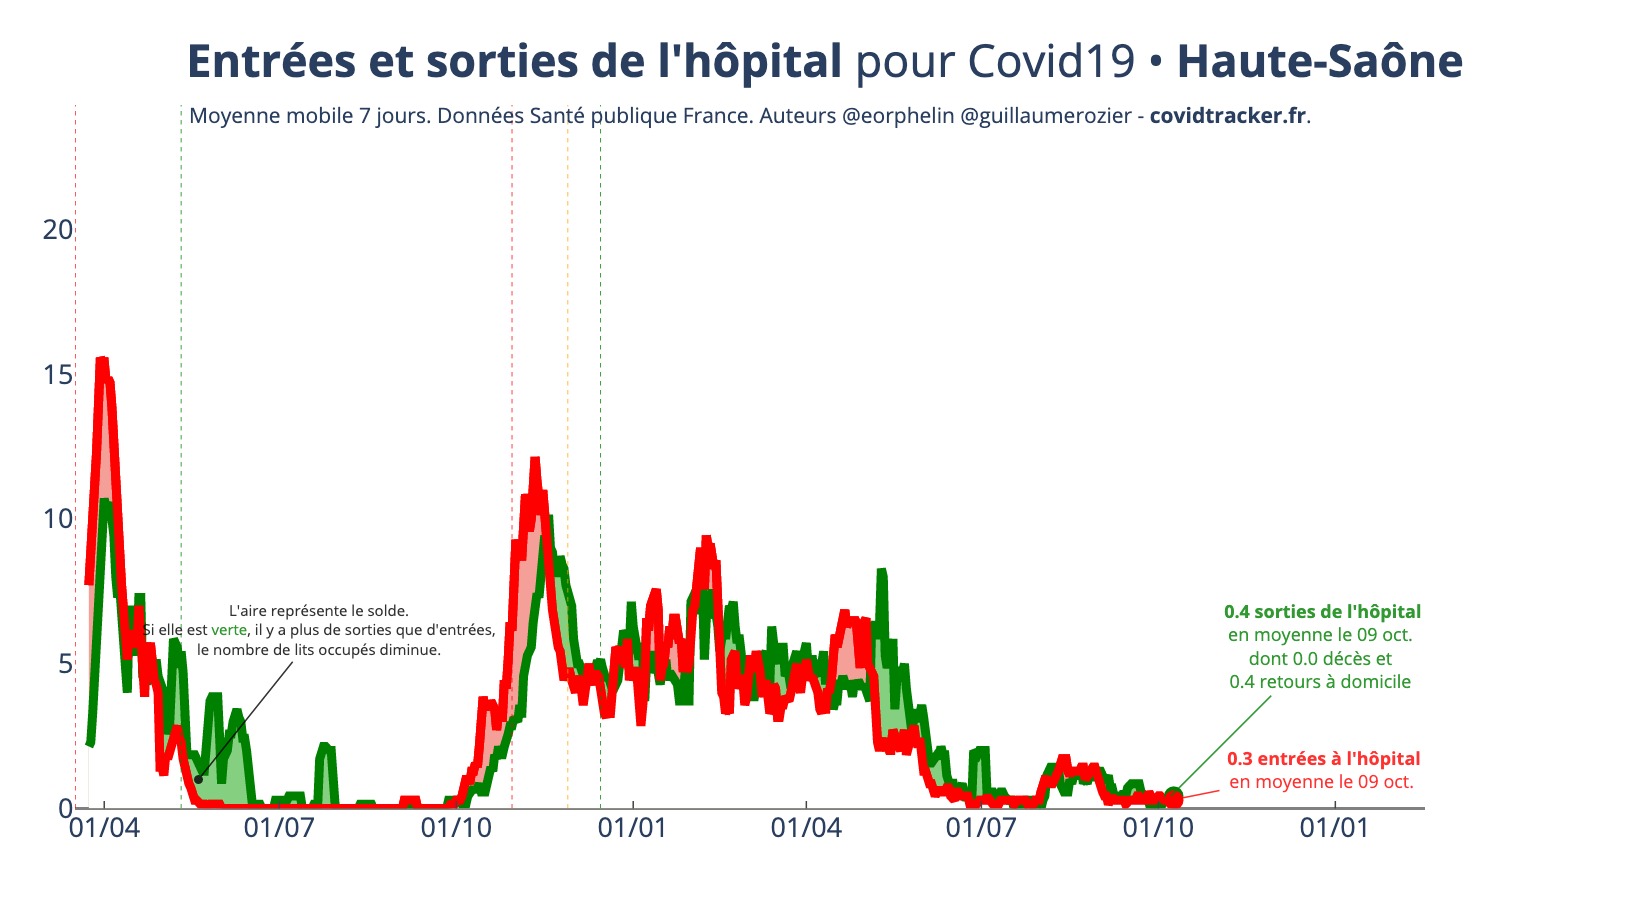 Entrées et sorties de l'hôpital pour Covid19 • Haute-Saône
Moyenne mobile 7 jours. Données Santé publique France. Auteurs @eorphelin @guillaumerozier - covidtracker.fr.
20
15
10
5
0
L'aire représente le solde.
Si elle est verte, il y a plus de sorties que d'entrées,
le nombre de lits occupés diminue.
0.4 sorties de l'hôpital
en moyenne le 09 oct.
dont 0.0 décès et
0.4 retours à domicile
0.3 entrées à l'hôpital
en moyenne le 09 oct.
01/04 01/07 01/10 01/01 01/04 01/07 01/10 01/01